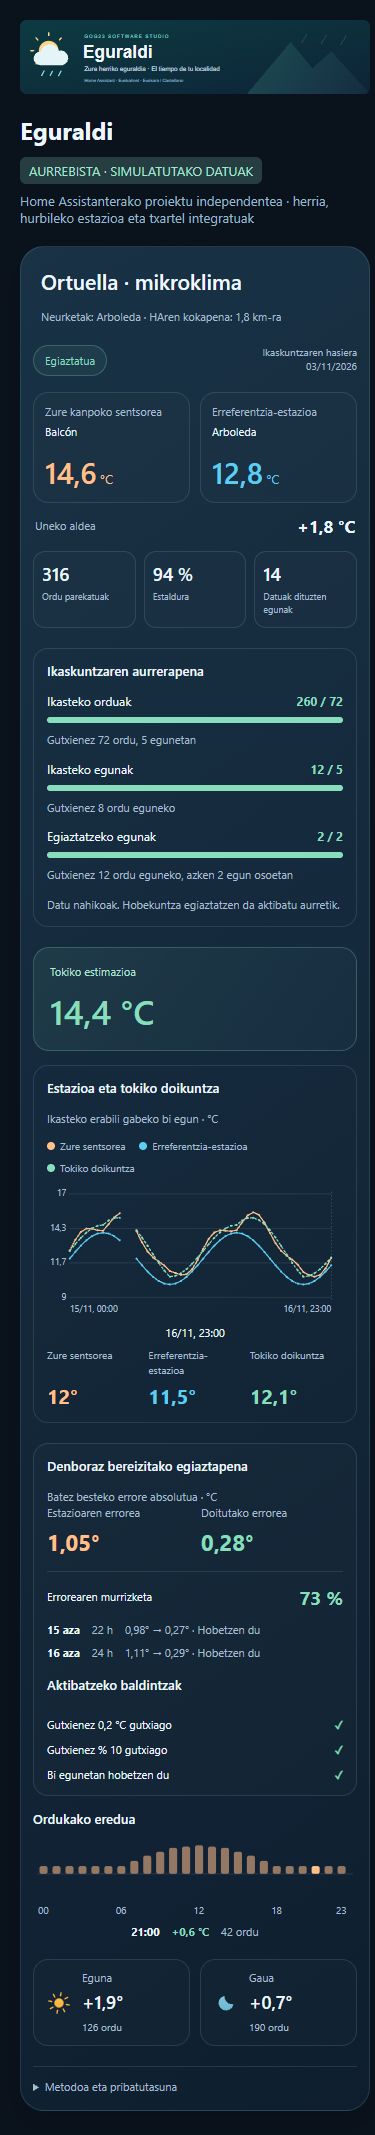 GOG23 SOFTWARE STUDIO
Eguraldi
Zure herriko eguraldia · El tiempo de tu localidad
Home Assistant · Euskalmet · Euskara / Castellano
Eguraldi
AURREBISTA · SIMULATUTAKO DATUAK
Home Assistanterako proiektu independentea · herria,
hurbileko estazioa eta txartel integratuak
Ortuella · mikroklima
Neurketak: Arboleda · HAren kokapena: 1,8 km-ra
Egiaztatua
Ikaskuntzaren hasiera
03/11/2026
Zure kanpoko sentsorea
Balcón
14,6 °C
Erreferentzia-estazioa
Arboleda
12,8 °C
Uneko aldea
+1,8 °C
316
Ordu parekatuak
94 %
Estaldura
14
Datuak dituzten
egunak
Ikaskuntzaren aurrerapena
Ikasteko orduak 260 / 72
Gutxienez 72 ordu, 5 egunetan
Ikasteko egunak 12 / 5
Gutxienez 8 ordu eguneko
Egiaztatzeko egunak 2 / 2
Gutxienez 12 ordu eguneko, azken 2 egun osoetan
Datu nahikoak. Hobekuntza egiaztatzen da aktibatu aurretik.
Tokiko estimazioa
14,4 °C
Estazioa eta tokiko doikuntza
Ikasteko erabili gabeko bi egun · °C
Zure sentsorea Erreferentzia-estazioa
Tokiko doikuntza
17
14,3
11,7
9
15/11, 00:00 16/11, 23:00
16/11, 23:00
Zure sentsorea
12°
Erreferentzia-
estazioa
11,5°
Tokiko doikuntza
12,1°
Denboraz bereizitako egiaztapena
Batez besteko errore absolutua · °C
Estazioaren errorea
1,05°
Doitutako errorea
0,28°
Errorearen murrizketa 73 %
15 aza 22 h 0,98° → 0,27° · Hobetzen du
16 aza 24 h 1,11° → 0,29° · Hobetzen du
Aktibatzeko baldintzak
Gutxienez 0,2 °C gutxiago ✓
Gutxienez % 10 gutxiago ✓
Bi egunetan hobetzen du ✓
Ordukako eredua
00 06 12 18 23
21:00 +0,6 °C 42 ordu
Eguna
+1,9°
126 ordu
Gaua
+0,7°
190 ordu
▶ Metodoa eta pribatutasuna